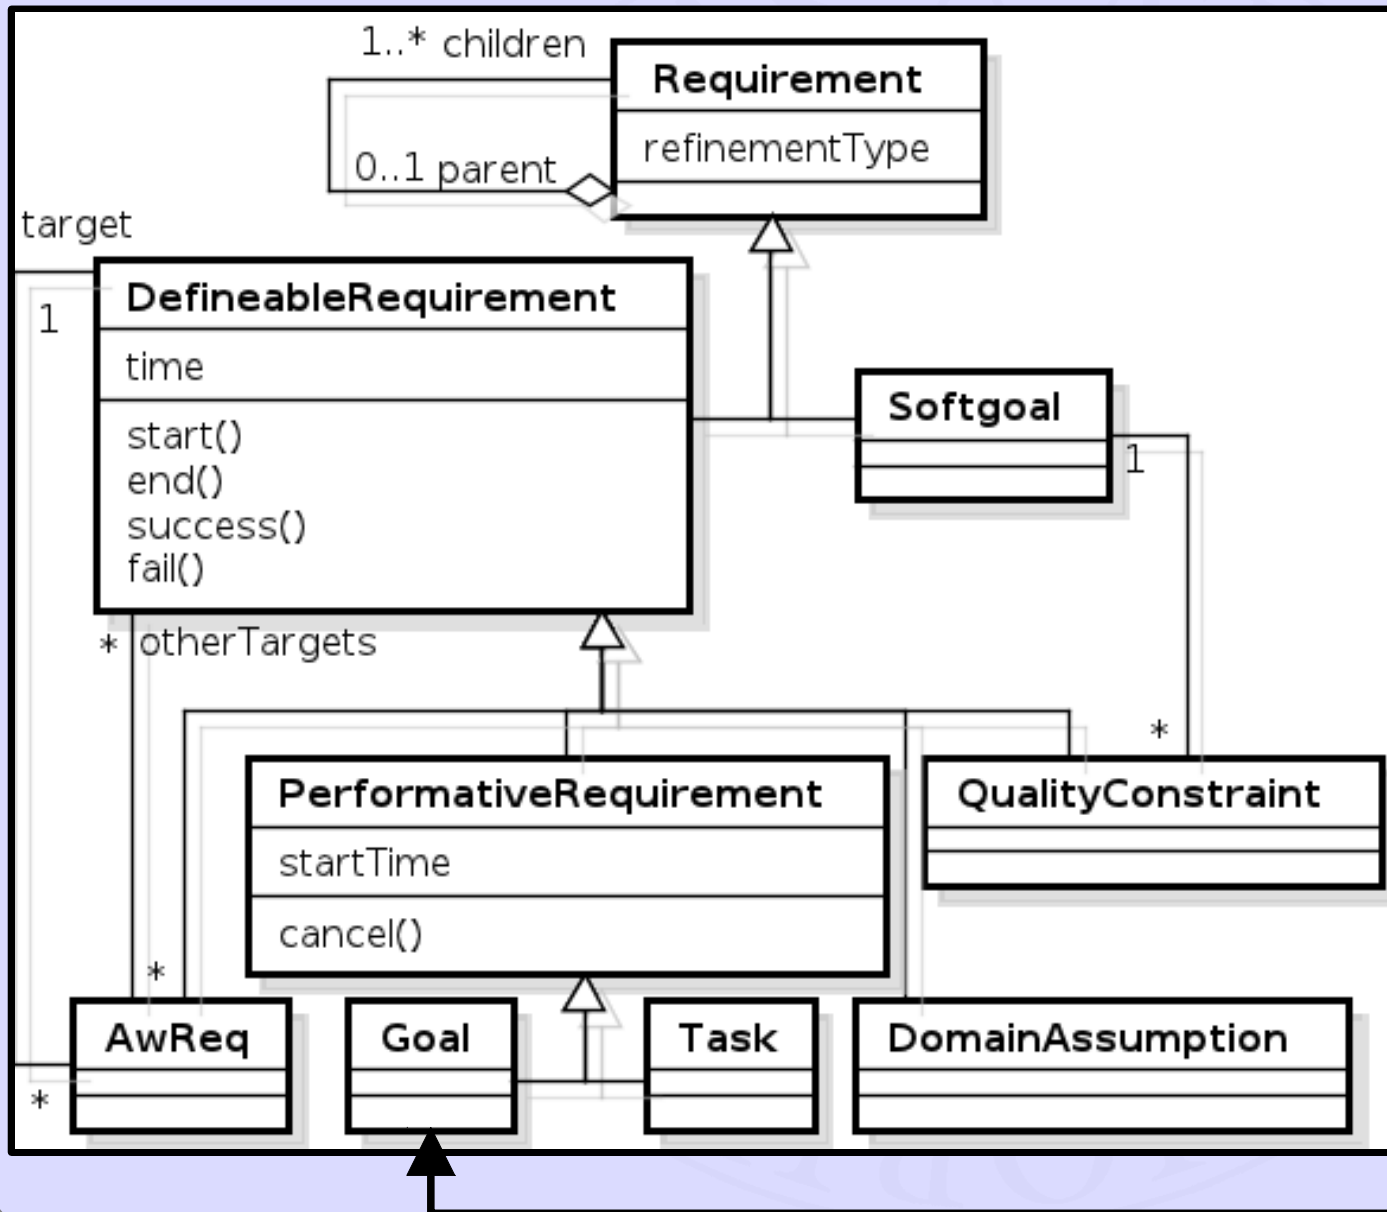 1..* children
Requirement
refinementType
0..1 parent
target
1
DefineableRequirement
time
start()
end()
success()
fail()
Softgoal
1
* otherTargets
*
PerformativeRequirement
startTime
cancel()
QualityConstraint
*
AwReq
Goal
Task
DomainAssumption
*